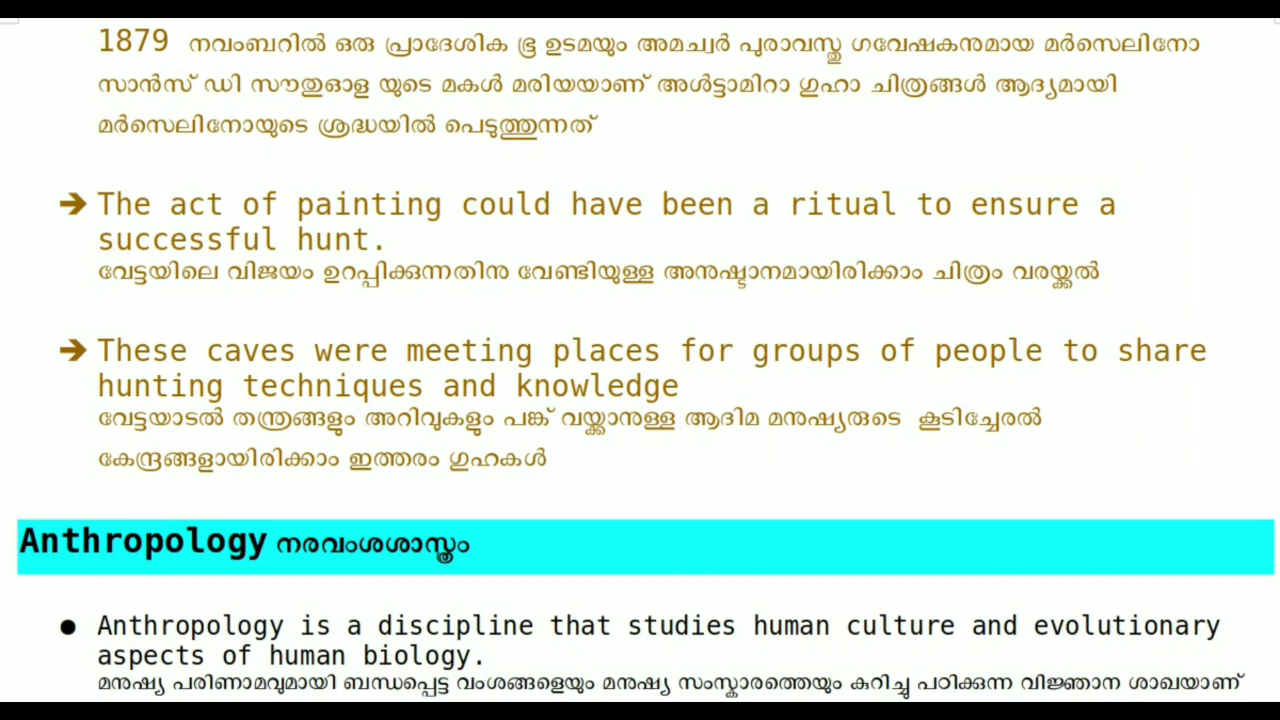 1879 നവംബറിൽ ഒരു പ്രാദേശിക ഭൂ ഉടമയും അമച്വർ പുരാവസ്തു ഗവേഷകനുമായ മർസെലിനോ
സാൻസ് ഡി സൗതുഓള യുടെ മകൾ മരിയയാണ് അൾട്ടാമിറാ ഗുഹാ ചിത്രങ്ങൾ ആദ്യമായി
മർസെലിനോയുടെ ശ്രദ്ധയിൽ പെടുത്തുന്നത്
➔ The act of painting could have been a ritual to ensure a
successful hunt.
വേട്ടയിലെ വിജയം ഉറപ്പിക്കുന്നതിനു വേണ്ടിയുള്ള അനുഷ്ടാനമായിരിക്കാം ചിത്രം വരയ്ക്കൽ
➔ These caves were meeting places for groups of people to share
hunting techniques and knowledge
വേട്ടയാടൽ തന്ത്രങ്ങളും അറിവുകളും പങ്ക് വയ്ക്കാനുള്ള ആദിമ മനുഷ്യരുടെ കൂടിച്ചേരൽ
കേന്ദ്രങ്ങളായിരിക്കാം ഇത്തരം ഗുഹകൾ
Anthropology നരവംശശാസ്ത്രം
● Anthropology is a discipline that studies human culture and evolutionary
aspects of human biology.
മനുഷ്യ പരിണാമവുമായി ബന്ധപ്പെട്ട വംശങ്ങളെയും മനുഷ്യ സംസ്കാരത്തെയും കുറിച്ചു പഠിക്കുന്ന വിജ്ഞാന ശാഖയാണ്